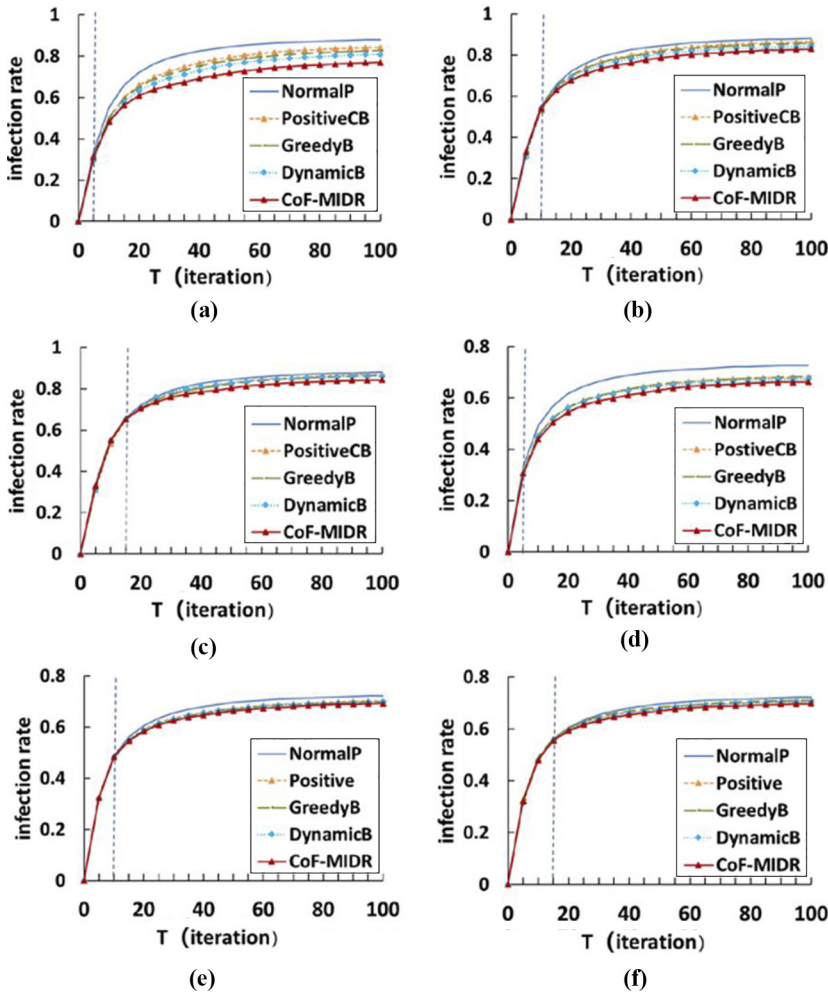 infection rate
1
0.8
0.6
0.4
0.2
0
NormalP
PositiveCB
GreedyB
DynamicB
CoF-MIDR
0 20 40 60 80 100
T (iteration)
(a)
infection rate
1
0.8
0.6
0.4
0.2
0
NormalP
PositiveCB
GreedyB
DynamicB
CoF-MIDR
0 20 40 60 80 100
T (iteration)
(b)
infection rate
1
0.8
0.6
0.4
0.2
0
NormalP
PositiveCB
GreedyB
DynamicB
CoF-MIDR
0 20 40 60 80 100
T (iteration)
(c)
infection rate
0.8
0.6
0.4
0.2
0
NormalP
PostiveCB
GreedyB
DynamicB
CoF-MIDR
0 20 40 60 80 100
T (iteration)
(d)
infection rate
0.8
0.6
0.4
0.2
0
NormalP
Positive
GreedyB
DynamicB
CoF-MIDR
0 20 40 60 80 100
T (iteration)
(e)
infection rate
0.8
0.6
0.4
0.2
0
NormalP
Positive
GreedyB
DynamicB
CoF-MIDR
0 20 40 60 80 100
T (iteration)
(f)